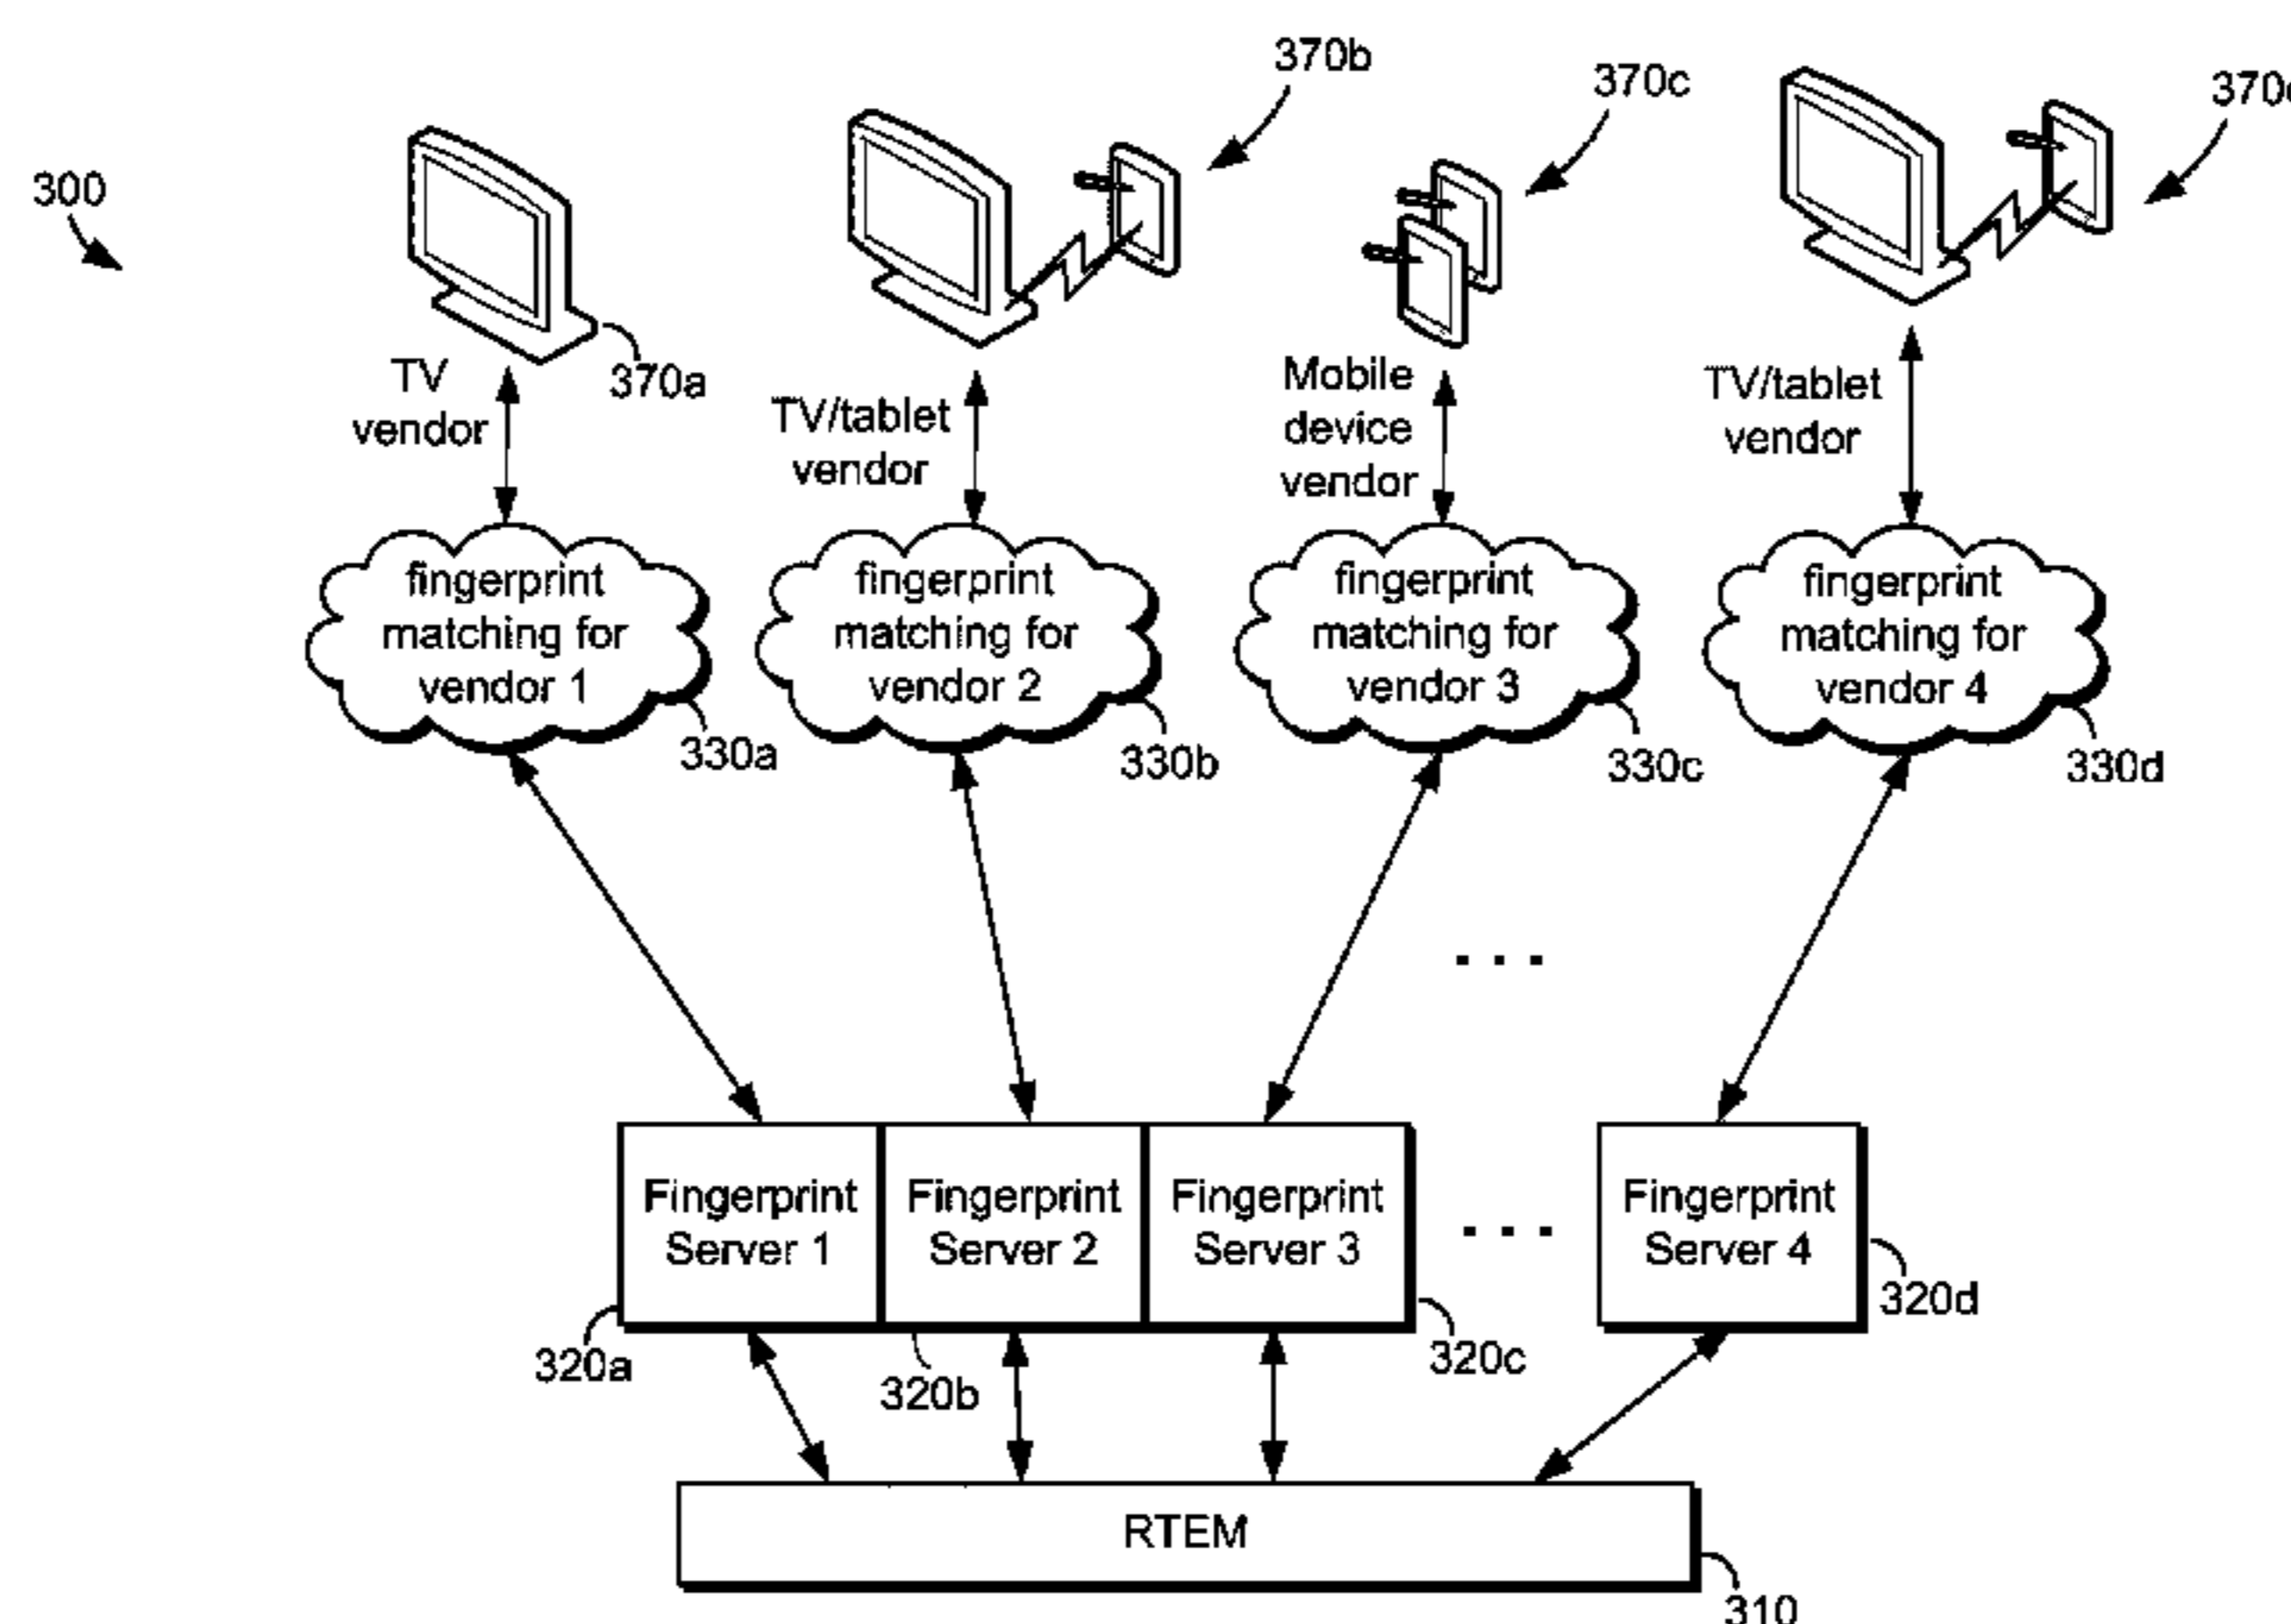 370b
370c
370
300
TV
vendor
370a
TV/tablet
vendor
Mobile
device
vendor
TV/tablet
vendor
fingerprint
matching for
vendor 1
330a
fingerprint
matching for
vendor 2
330b
fingerprint
matching for
vendor 3
330c
fingerprint
matching for
vendor 4
330d
. . .
Fingerprint
Server 1
320a
Fingerprint
Server 2
320b
Fingerprint
Server 3
320c
. . .
Fingerprint
Server 4
320d
RTEM
310